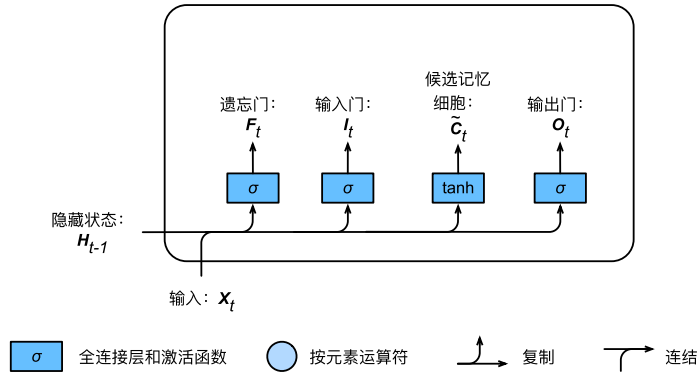 候选记忆
遗忘门： 输入门： 细胞： 输出门：
F_t I_t C̃_t O_t
σ σ tanh σ
隐藏状态：
H_{t-1}
输入： X_t
σ 全连接层和激活函数 按元素运算符 复制 连结